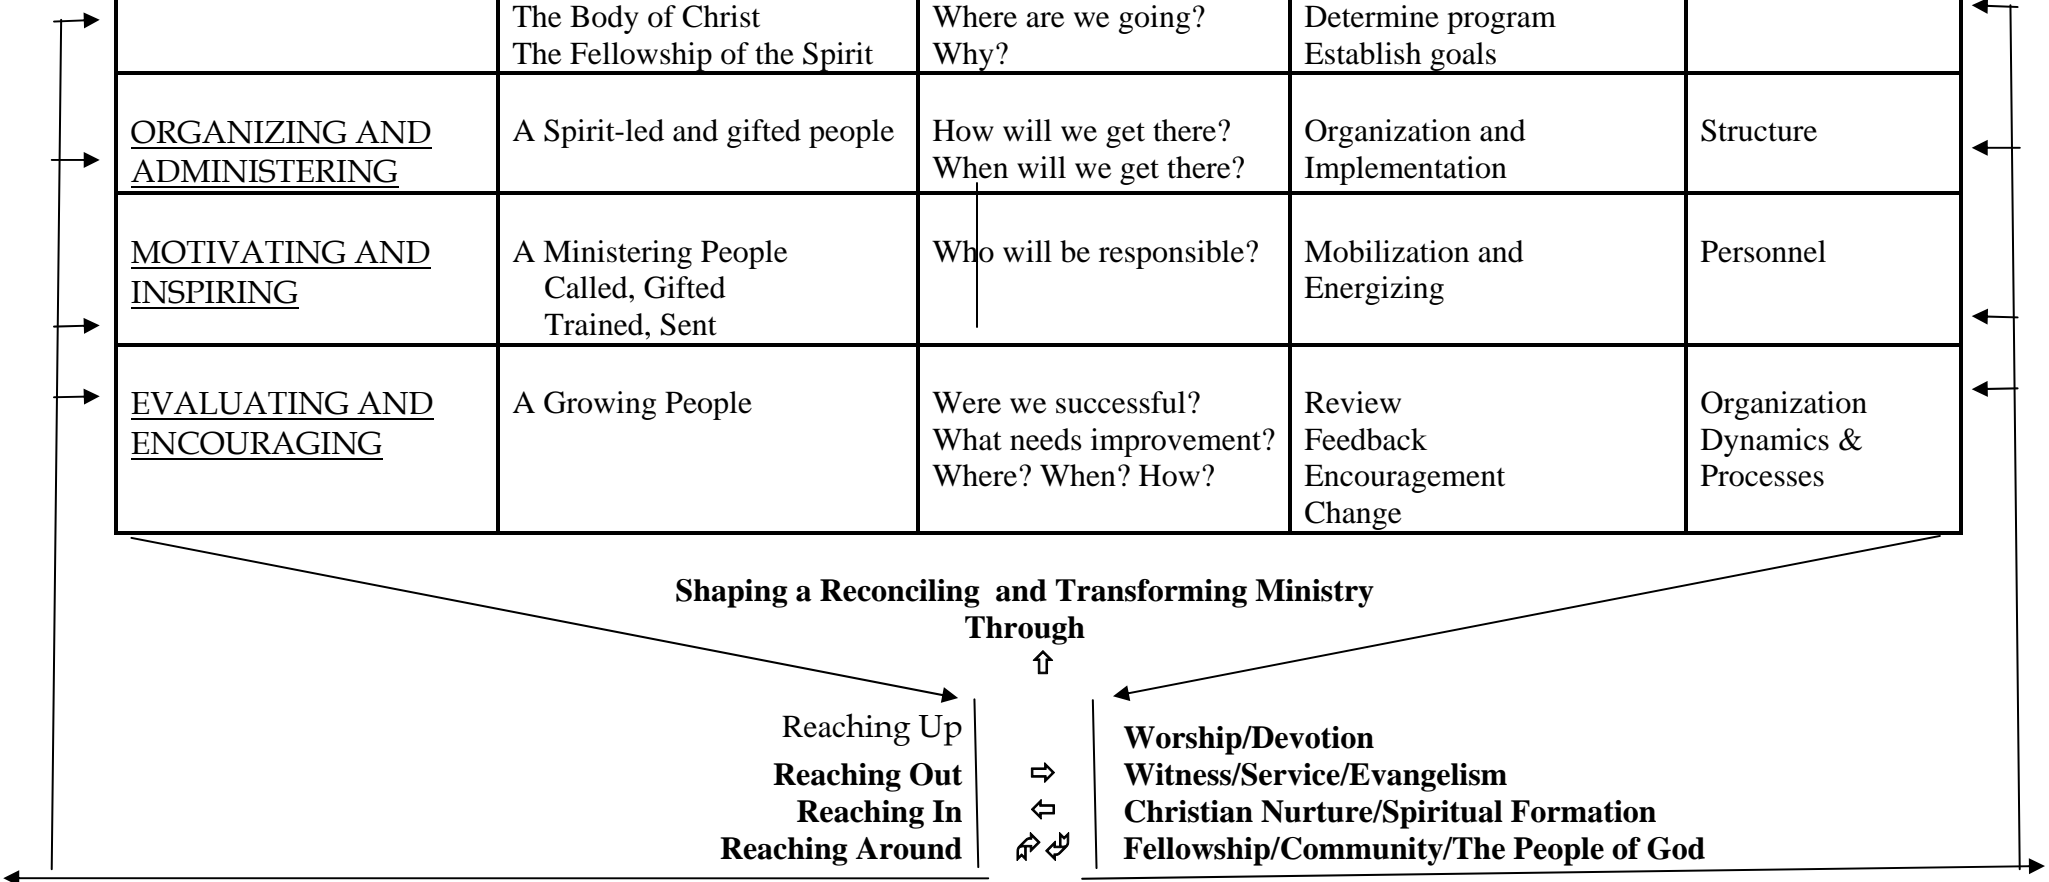 The Body of Christ
The Fellowship of the Spirit
Where are we going?
Why?
Determine program
Establish goals
ORGANIZING AND
ADMINISTERING
A Spirit-led and gifted people
How will we get there?
When will we get there?
Organization and
Implementation
Structure
MOTIVATING AND
INSPIRING
A Ministering People
Called, Gifted
Trained, Sent
Who will be responsible?
Mobilization and
Energizing
Personnel
EVALUATING AND
ENCOURAGING
A Growing People
Were we successful?
What needs improvement?
Where? When? How?
Review
Feedback
Encouragement
Change
Organization
Dynamics &
Processes
Shaping a Reconciling and Transforming Ministry
Through
⇧
Reaching Up Worship/Devotion
Reaching Out ⇨ Witness/Service/Evangelism
Reaching In ⇦ Christian Nurture/Spiritual Formation
Reaching Around Fellowship/Community/The People of God